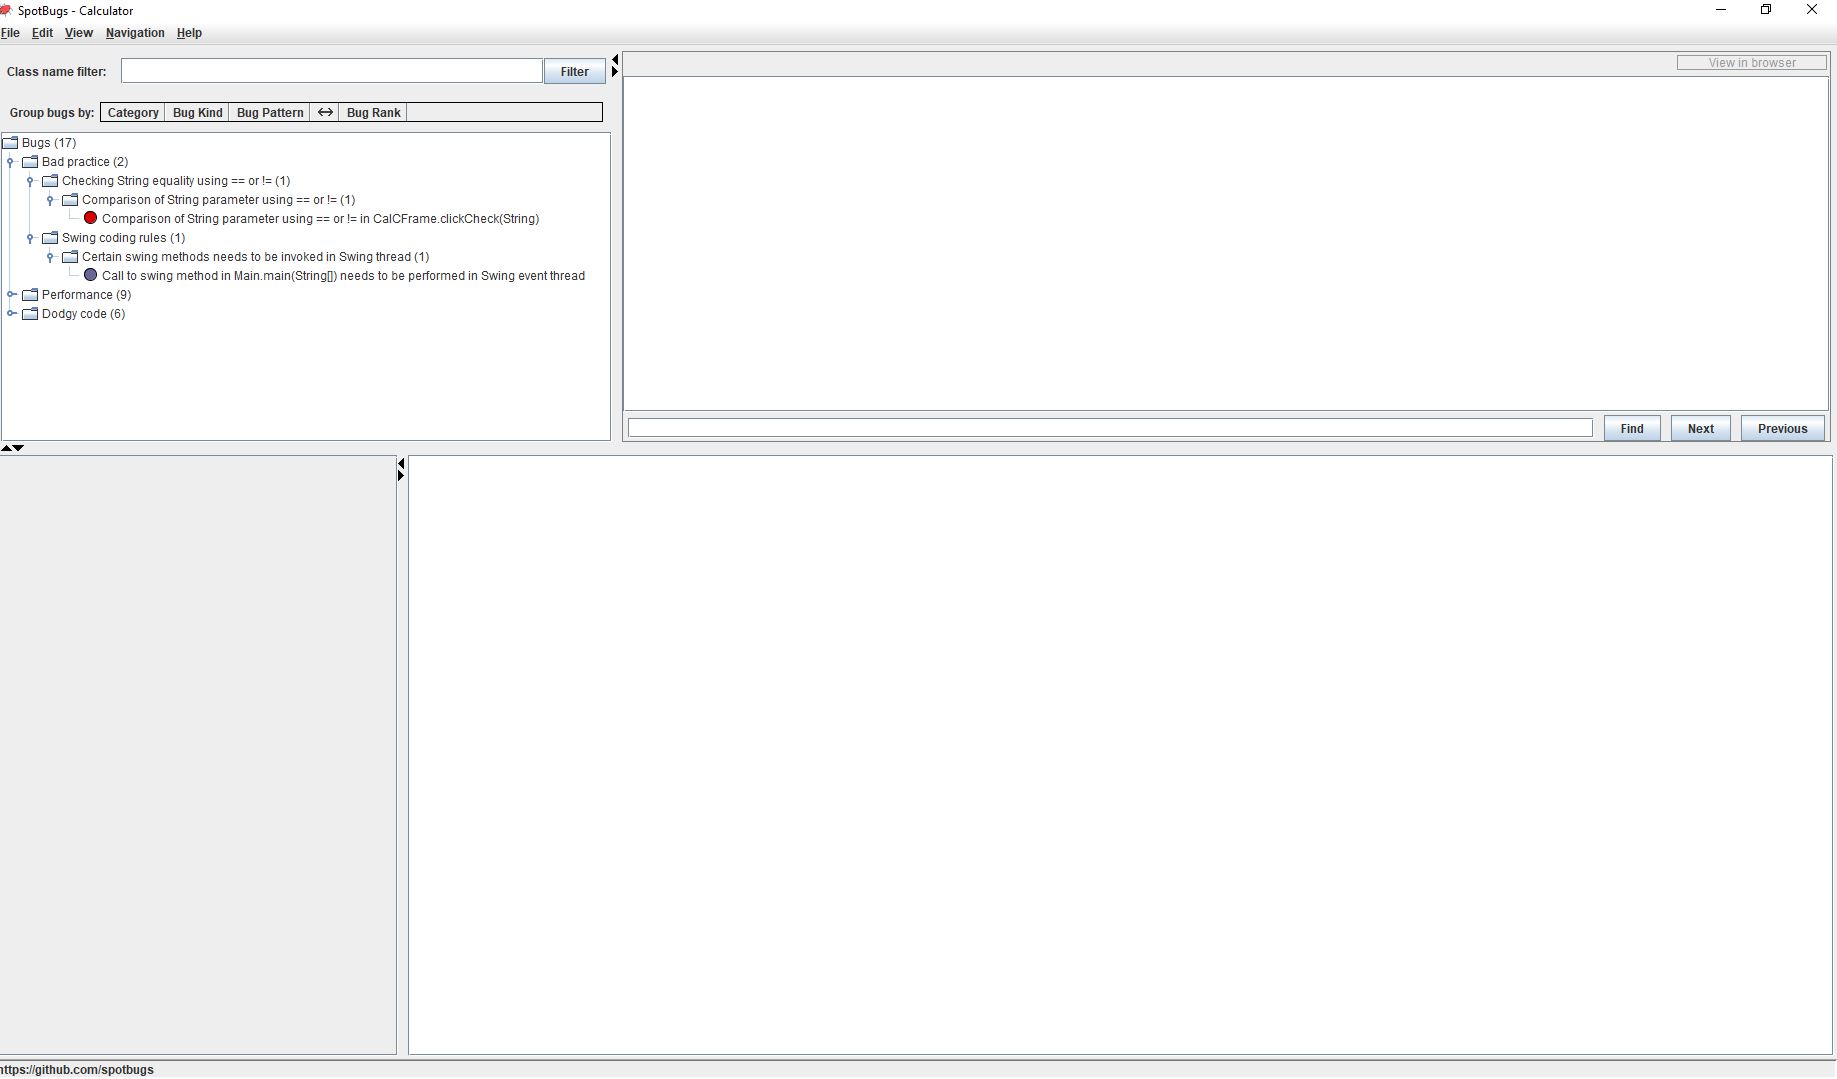 SpotBugs - Calculator
File Edit View Navigation Help
Class name filter: Filter
View in browser
Group bugs by: Category Bug Kind Bug Pattern ↔ Bug Rank
Bugs (17)
Bad practice (2)
Checking String equality using == or != (1)
Comparison of String parameter using == or != (1)
Comparison of String parameter using == or != in CalCFrame.clickCheck(String)
Swing coding rules (1)
Certain swing methods needs to be invoked in Swing thread (1)
Call to swing method in Main.main(String[]) needs to be performed in Swing event thread
Performance (9)
Dodgy code (6)
Find Next Previous
https://github.com/spotbugs